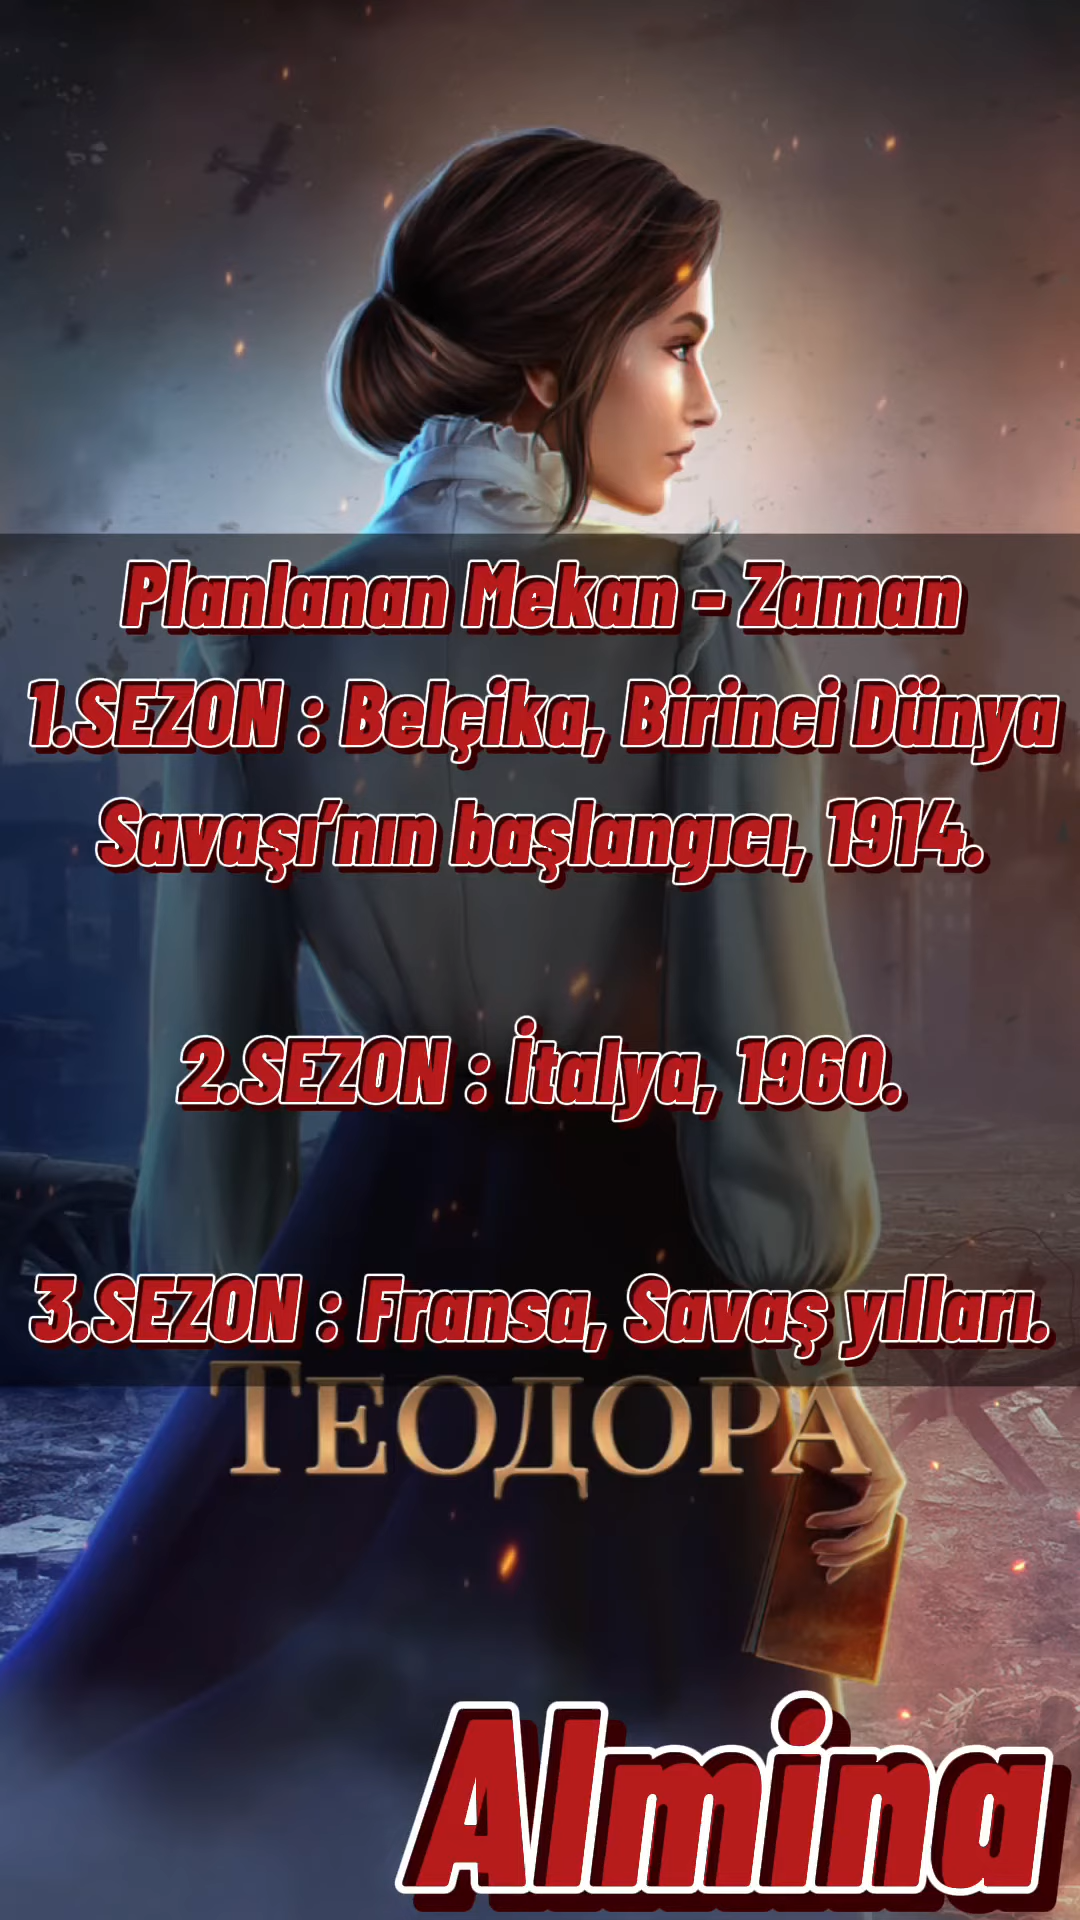 Planlanan Mekan - Zaman
1.SEZON : Belçika, Birinci Dünya
Savaşı’nın başlangıcı, 1914.
2.SEZON : İtalya, 1960.
3.SEZON : Fransa, Savaş yılları.
ТЕОДОРА
Almina